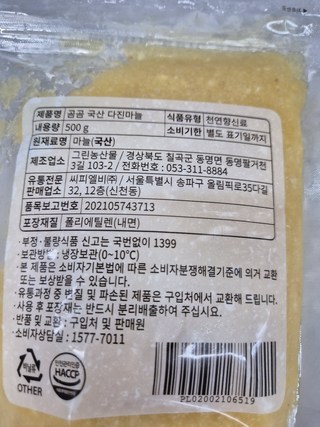 제품명 곰곰 국산 다진마늘 식품유형 천연향신료
내용량 500 g 소비기한 별도 표기일까지
원재료명 마늘(국산)
제조업소 그린농산물 / 경상북도 칠곡군 동명면 동명팔거천
3길 103-2 / 전화번호 : 053-311-8884
유통전문 판매업소 씨피엘비㈜ / 서울특별시 송파구 올림픽로35다길
32, 12층(신천동)
품목보고번호 202105743713
포장재질 폴리에틸렌(내면)
·부정·불량식품 신고는 국번없이 1399
·보관방법 : 냉장보관(0~10℃)
·본 제품은 소비자기본법에 따른 소비자분쟁해결기준에 의거 교환
또는 보상받을 수 있습니다.
·유통과정 중 변질 및 파손된 제품은 구입처에서 교환해 드립니다.
·사용 후 포장재는 반드시 분리배출하여 주십시오.
·반품 및 교환 : 구입처 및 판매원
·소비자상담실 : 1577-7011
비닐류
OTHER
HACCP
PL02002106519